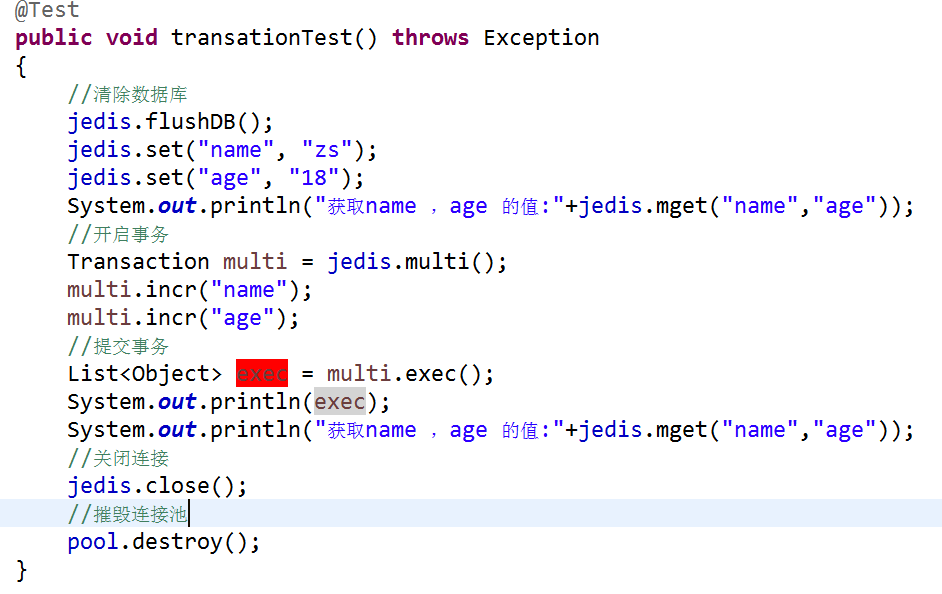 @Test
public void transationTest() throws Exception
{
//清除数据库
jedis.flushDB();
jedis.set("name", "zs");
jedis.set("age", "18");
System.out.println("获取name ，age 的值:"+jedis.mget("name","age"));
//开启事务
Transaction multi = jedis.multi();
multi.incr("name");
multi.incr("age");
//提交事务
List<Object> exec = multi.exec();
System.out.println(exec);
System.out.println("获取name ，age 的值:"+jedis.mget("name","age"));
//关闭连接
jedis.close();
//摧毁连接池
pool.destroy();
}